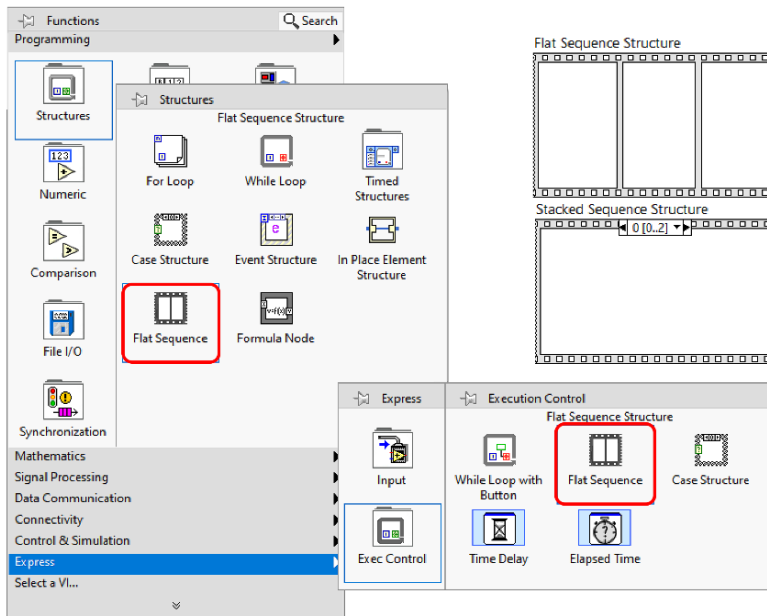 Functions
Search
Programming
Structures
Numeric
Comparison
File I/O
Synchronization
Mathematics
Signal Processing
Data Communication
Connectivity
Control & Simulation
Express
Select a VI...
Structures
Flat Sequence Structure
For Loop
While Loop
Timed
Structures
Case Structure
Event Structure
In Place Element
Structure
Flat Sequence
Formula Node
Flat Sequence Structure
Stacked Sequence Structure
0 [0..2]
Express
Input
Exec Control
Execution Control
Flat Sequence Structure
While Loop with
Button
Flat Sequence
Case Structure
Time Delay
Elapsed Time